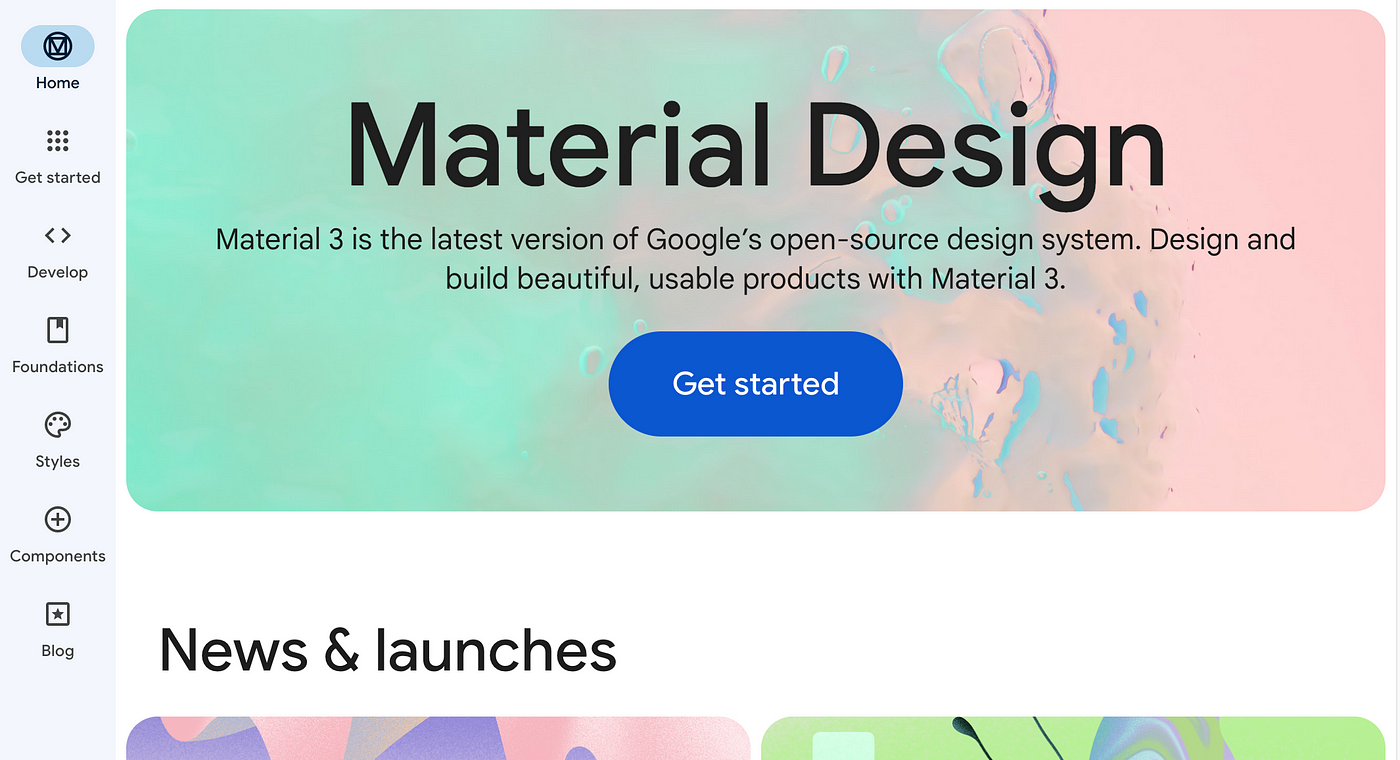 Home
Get started
Develop
Foundations
Styles
Components
Blog
Material Design
Material 3 is the latest version of Google’s open-source design system. Design and
build beautiful, usable products with Material 3.
Get started
News & launches